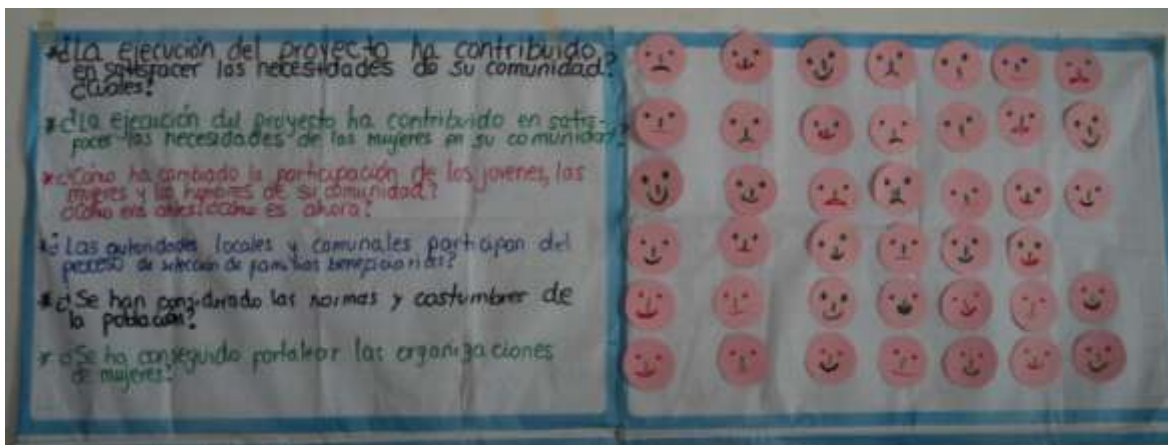 * ¿La ejecución del proyecto ha contribuido
en satisfacer las necesidades de su comunidad?
¿Cuáles?
* ¿La ejecución del proyecto ha contribuido en satis-
facer las necesidades de las mujeres en su comunidad?
* ¿Cómo ha cambiado la participación de los jovenes, las
mujeres y los hombres de su comunidad?
¿Cómo era antes? ¿Cómo es ahora?
* ¿Las autoridades locales y comunales participan del
proceso de selección de familias beneficiarias?
* ¿Se han considerado las normas y costumbres de
la población?
* ¿Se ha conseguido fortalecer las organizaciones
de mujeres?